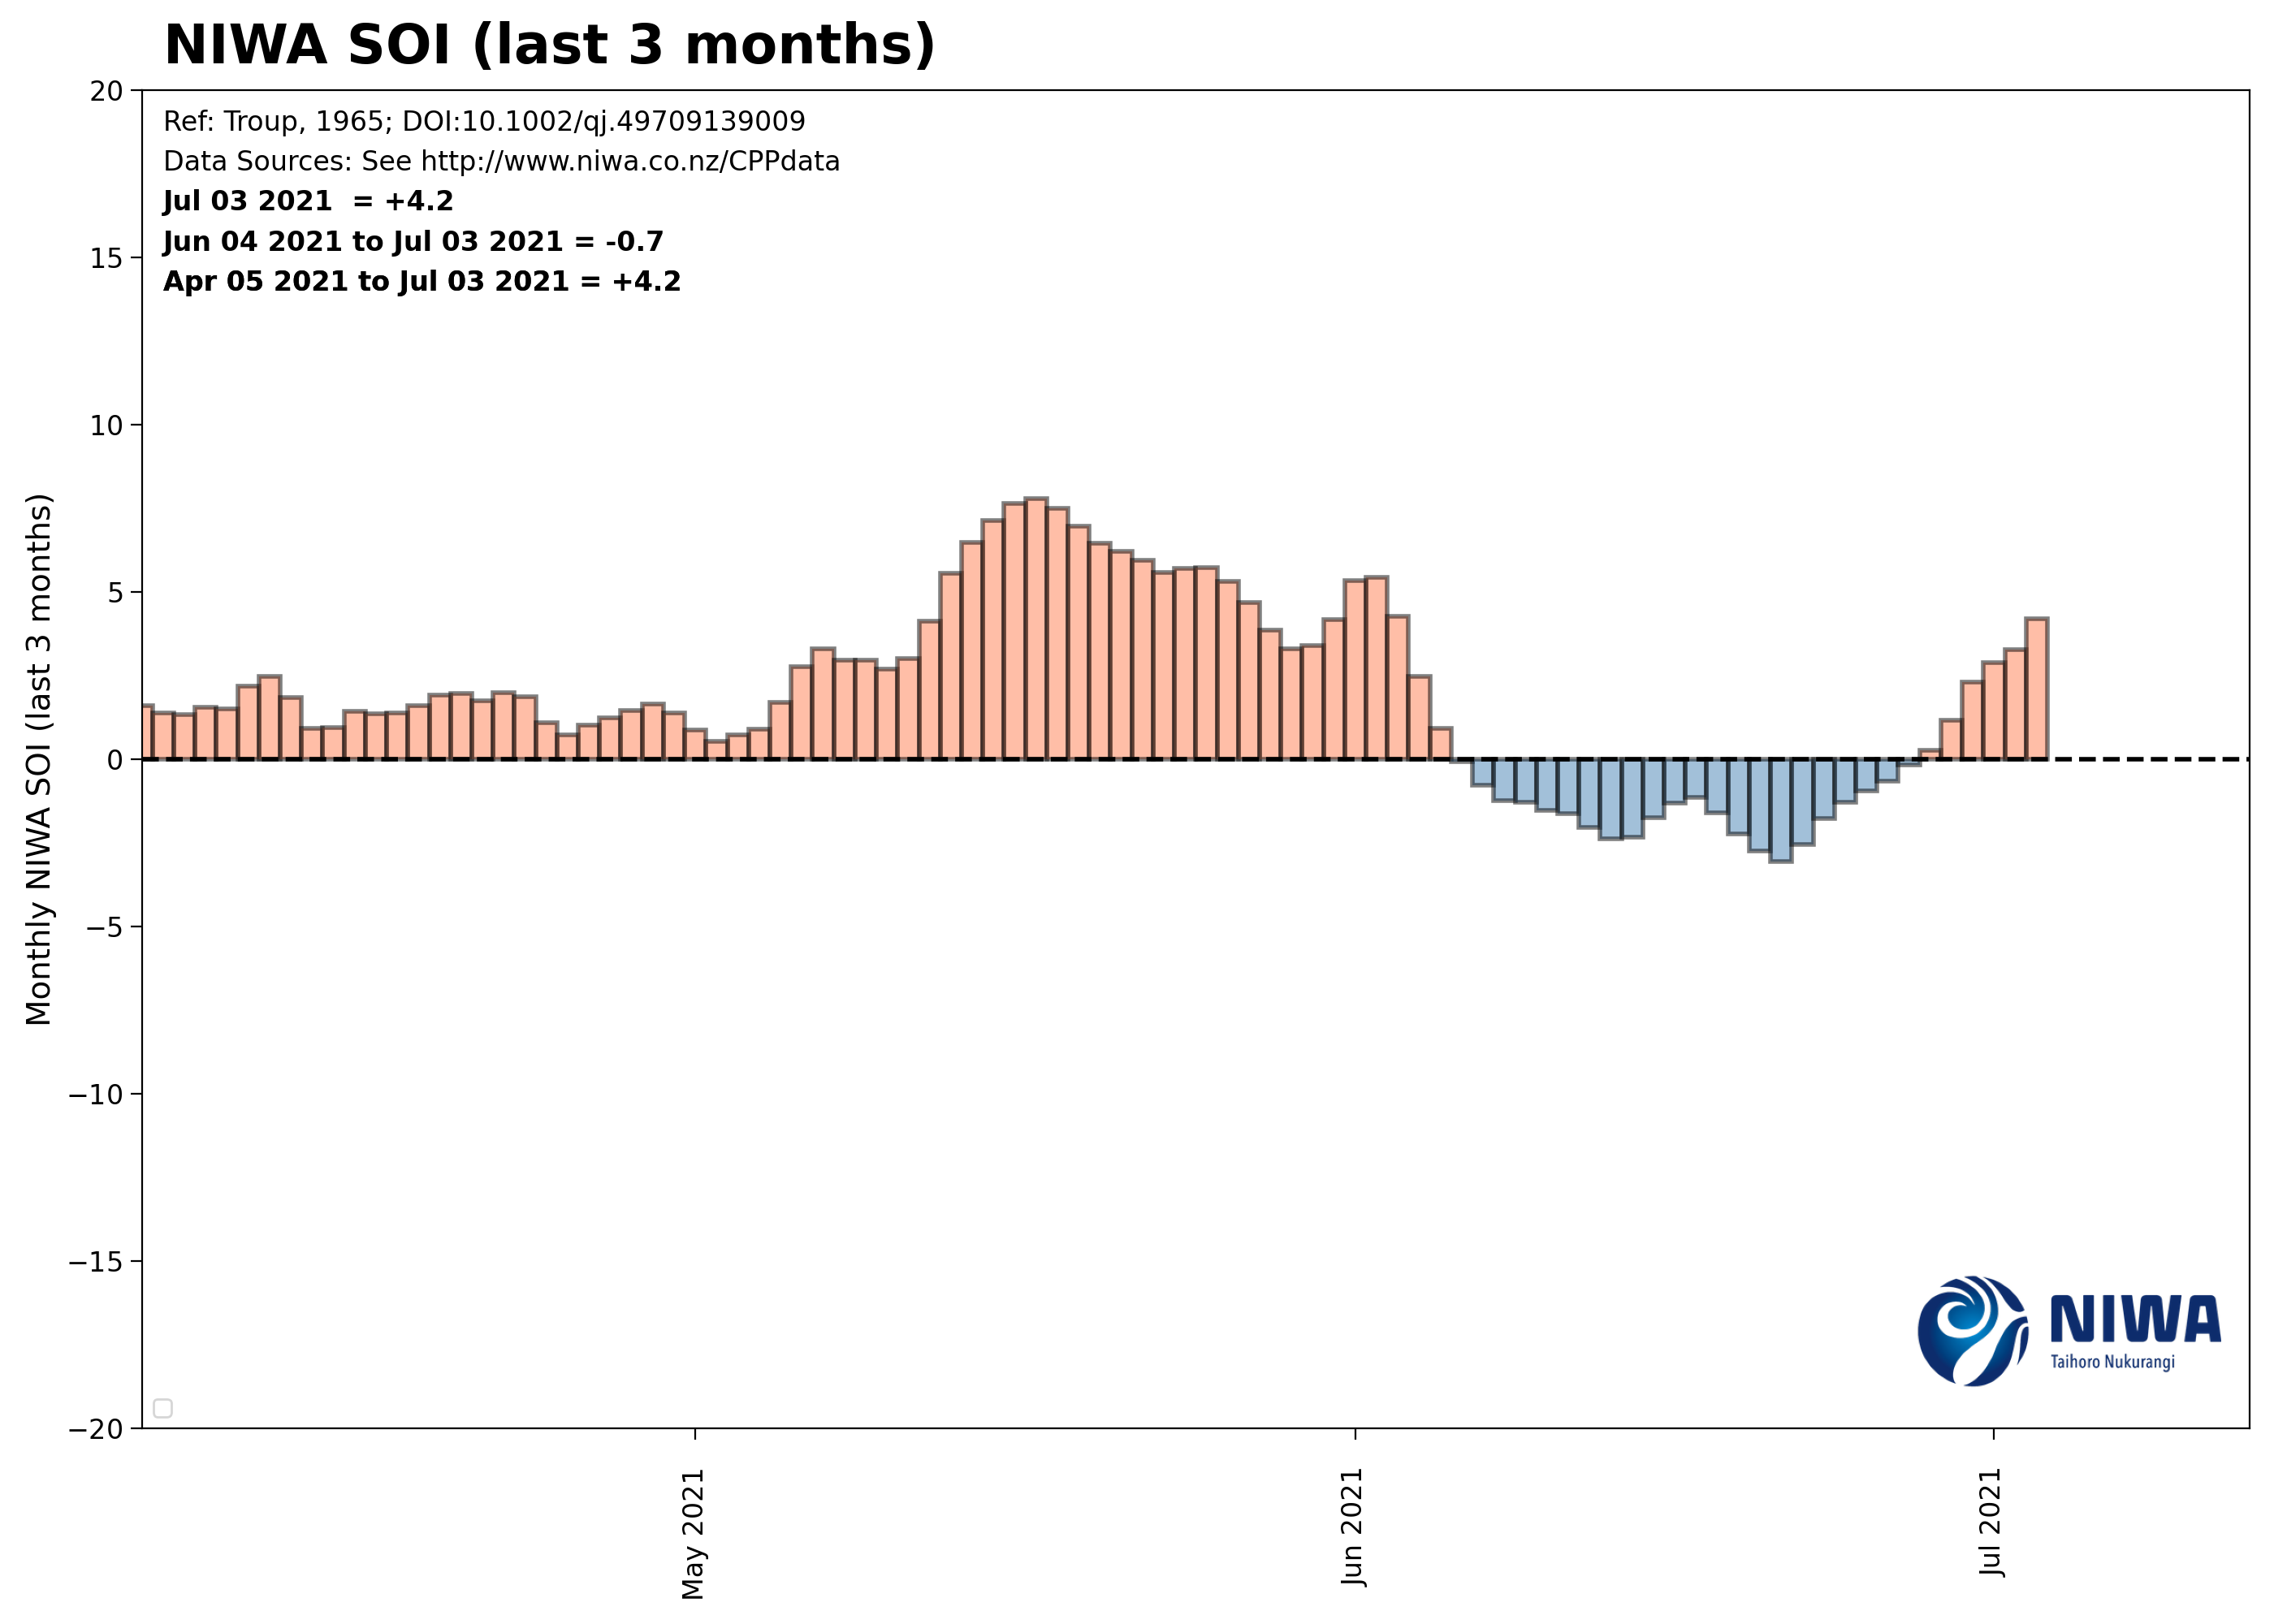 NIWA SOI (last 3 months)
Ref: Troup, 1965; DOI:10.1002/qj.49709139009
Data Sources: See http://www.niwa.co.nz/CPPdata
Jul 03 2021  = +4.2
Jun 04 2021 to Jul 03 2021 = -0.7
Apr 05 2021 to Jul 03 2021 = +4.2
Monthly NIWA SOI (last 3 months)
20
15
10
5
0
−5
−10
−15
−20
May 2021
Jun 2021
Jul 2021
NIWA
Taihoro Nukurangi